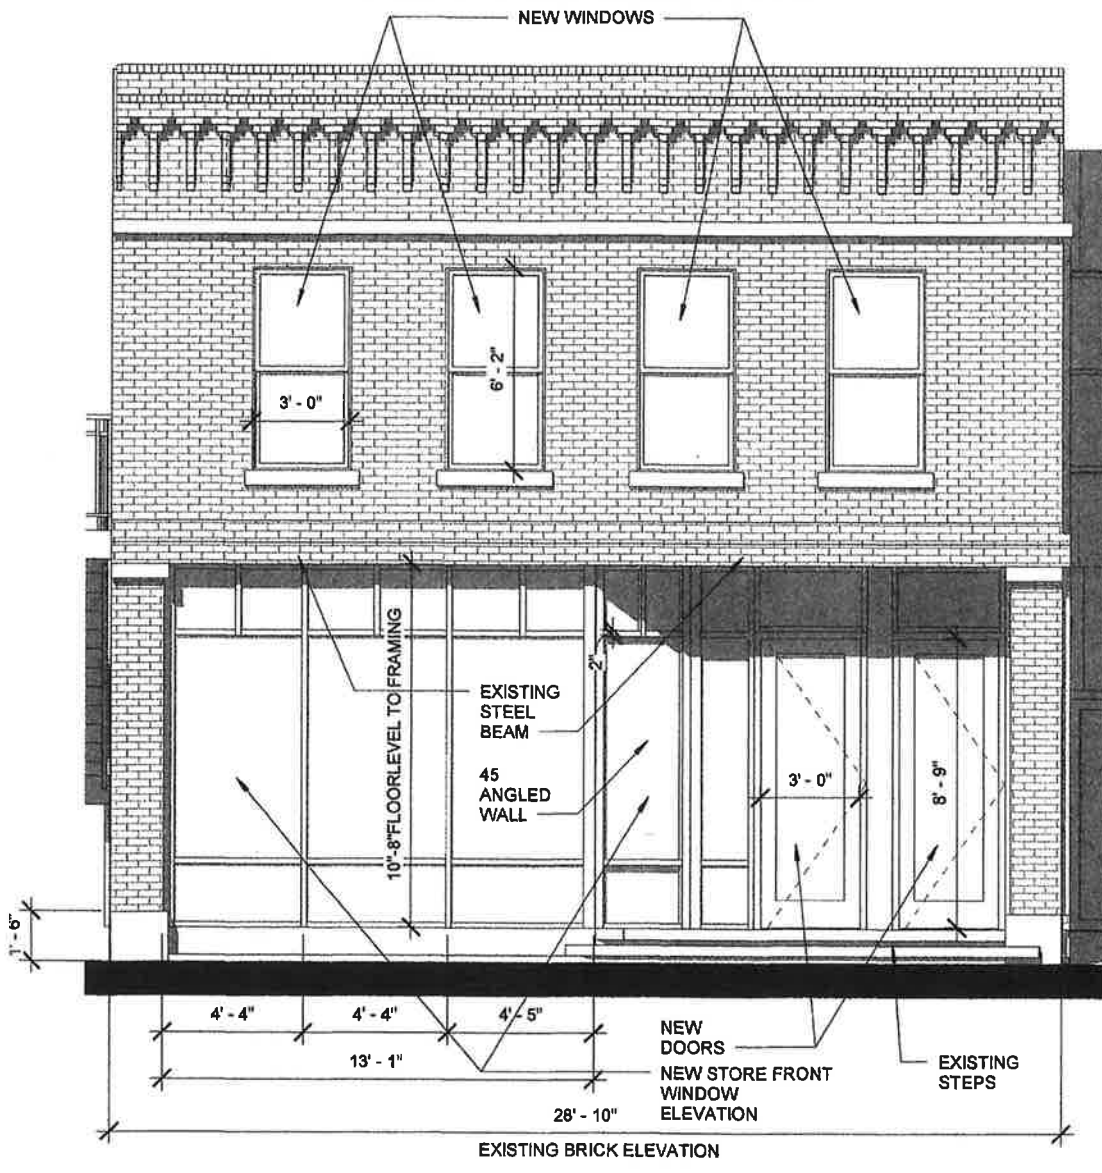 NEW WINDOWS
6' - 2"
3' - 0"
10"-8"FLOORLEVEL TO FRAMING
2"
EXISTING
STEEL
BEAM
45
ANGLED
WALL
3' - 0"
8' - 9"
1' - 6"
4' - 4"
4' - 4"
4' - 5"
NEW
DOORS
13' - 1"
NEW STORE FRONT
WINDOW
ELEVATION
EXISTING
STEPS
28' - 10"
EXISTING BRICK ELEVATION